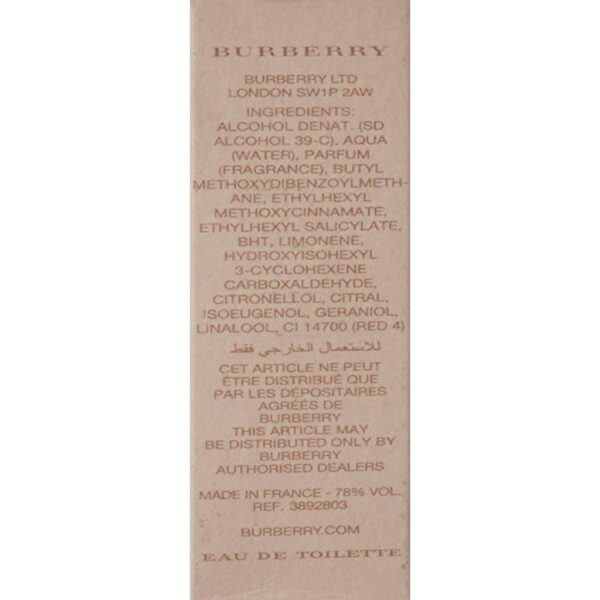 BURBERRY
BURBERRY LTD
LONDON SW1P 2AW
INGREDIENTS:
ALCOHOL DENAT. (SD
ALCOHOL 39-C), AQUA
(WATER), PARFUM
(FRAGRANCE), BUTYL
METHOXYDIBENZOYLMETH-
ANE, ETHYLHEXYL
METHOXYCINNAMATE,
ETHYLHEXYL SALICYLATE,
BHT, LIMONENE,
HYDROXYISOHEXYL
3-CYCLOHEXENE
CARBOXALDEHYDE,
CITRONELLOL, CITRAL,
ISOEUGENOL, GERANIOL,
LINALOOL, CI 14700 (RED 4)
للاستعمال الخارجي فقط
CET ARTICLE NE PEUT
ÊTRE DISTRIBUÉ QUE
PAR LES DÉPOSITAIRES
AGRÉÉS DE
BURBERRY
THIS ARTICLE MAY
BE DISTRIBUTED ONLY BY
BURBERRY
AUTHORISED DEALERS
MADE IN FRANCE - 78% VOL.
REF. 3892803
BURBERRY.COM
EAU DE TOILETTE